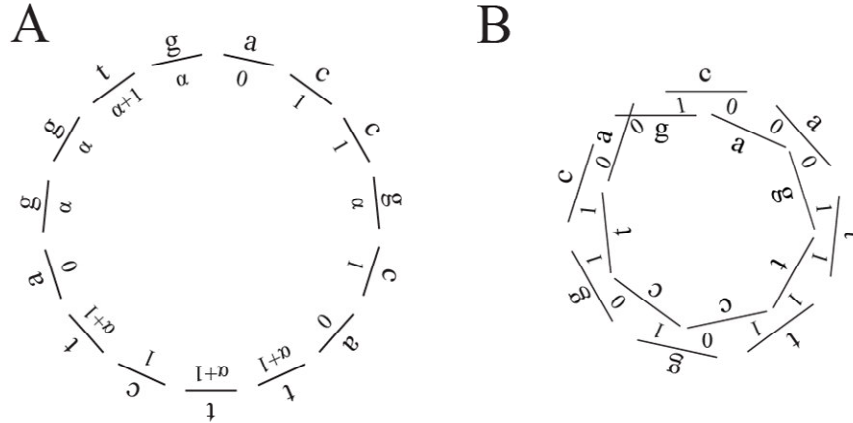 A
a c c g c a t t c t a g g t g
0 1 1 α 1 0 α+1 α+1 1 α+1 0 α α α+1 α
B
c a t t g g c a
1 0 0 0 1 1 1 1 0 1 0 1 1 0 0
g a g t c c t